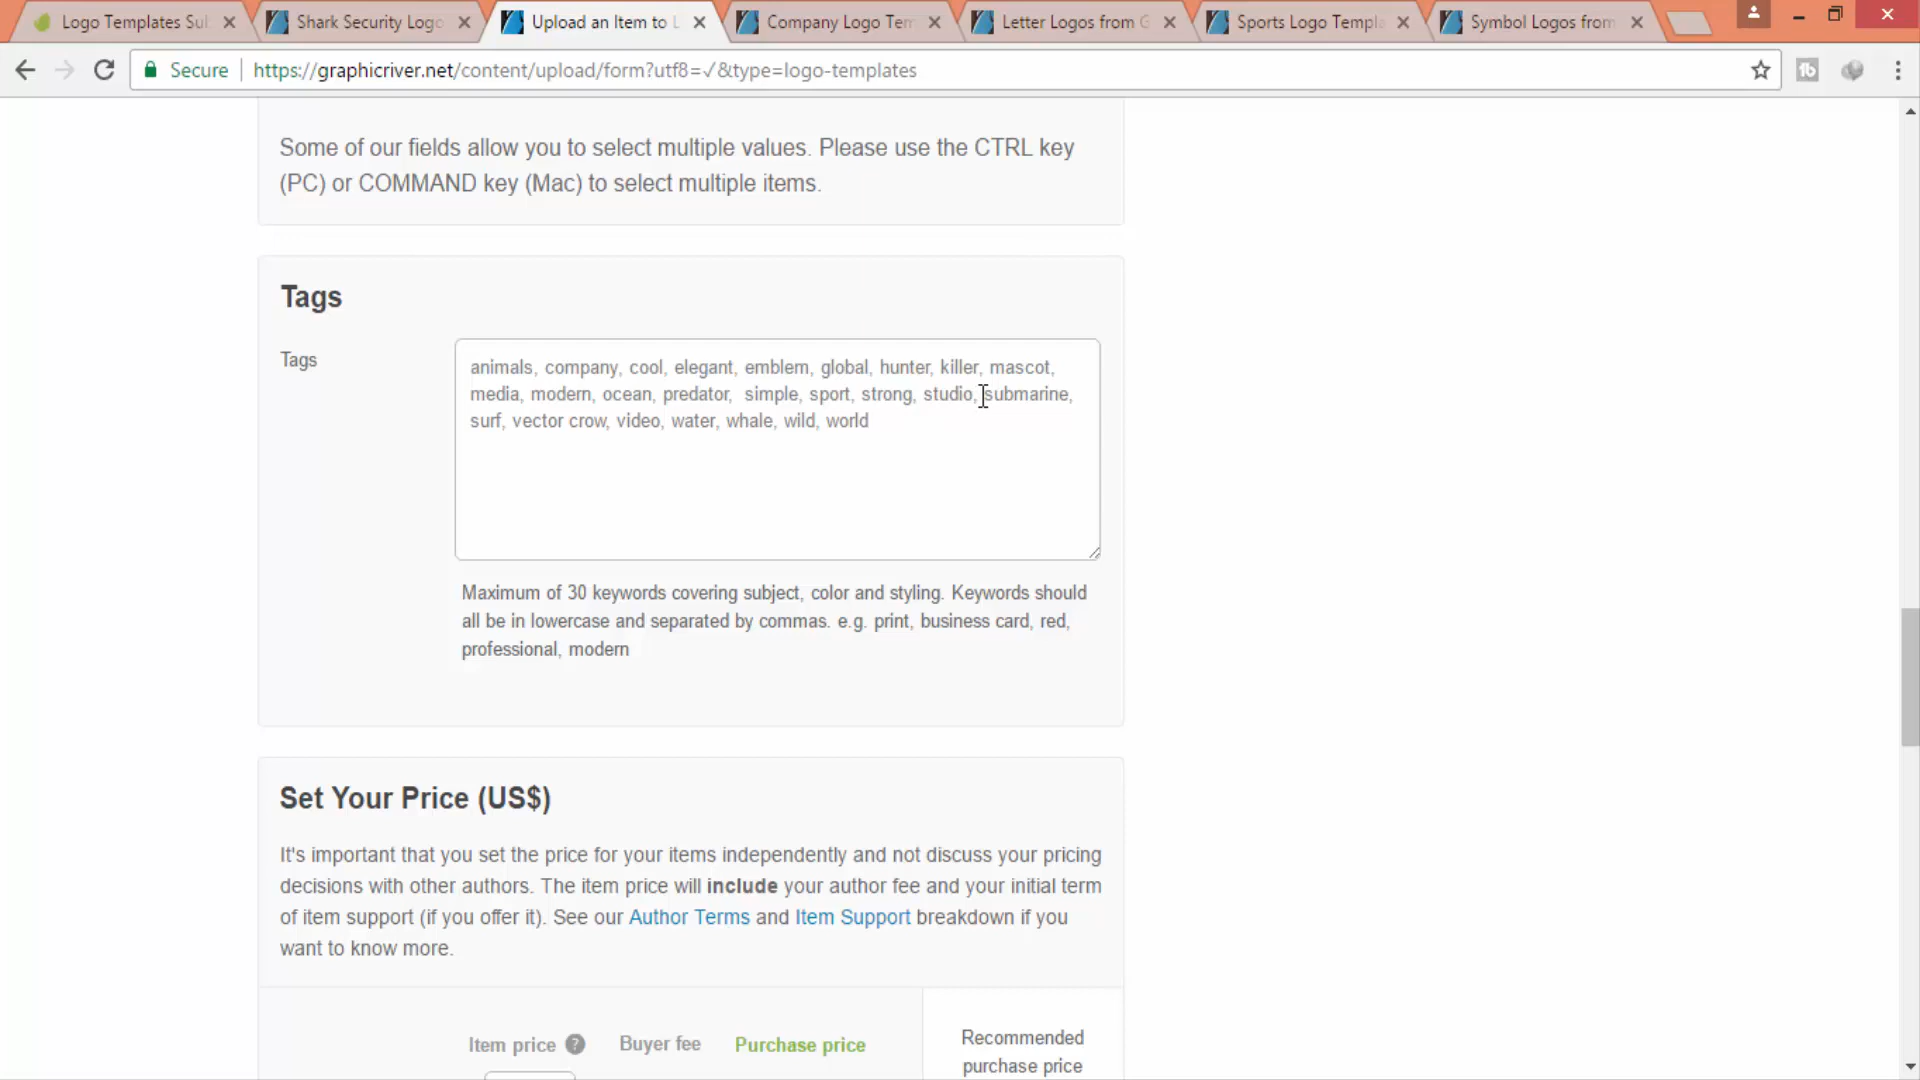 Logo Templates Sub
Shark Security Logo
Upload an Item to L
Company Logo Tem
Letter Logos from G
Sports Logo Templa
Symbol Logos from
Secure
https://graphicriver.net/content/upload/form?utf8=✓&type=logo-templates
Some of our fields allow you to select multiple values. Please use the CTRL key
(PC) or COMMAND key (Mac) to select multiple items.
Tags
Tags
animals, company, cool, elegant, emblem, global, hunter, killer, mascot,
media, modern, ocean, predator,  simple, sport, strong, studio, submarine,
surf, vector crow, video, water, whale, wild, world
Maximum of 30 keywords covering subject, color and styling. Keywords should
all be in lowercase and separated by commas. e.g. print, business card, red,
professional, modern
Set Your Price (US$)
It's important that you set the price for your items independently and not discuss your pricing
decisions with other authors. The item price will include your author fee and your initial term
of item support (if you offer it). See our Author Terms and Item Support breakdown if you
want to know more.
Item price ?
Buyer fee
Purchase price
Recommended
purchase price